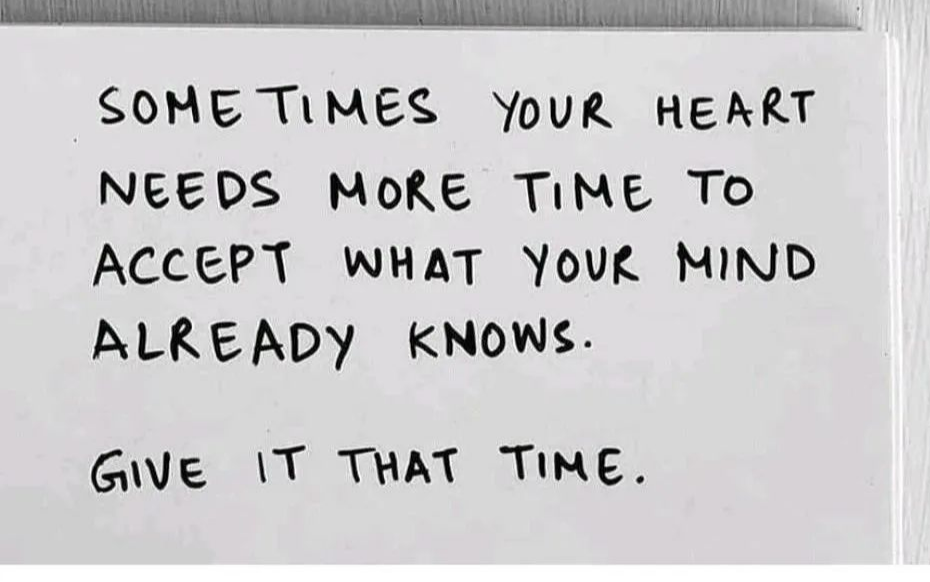 SOMETIMES YOUR HEART
NEEDS MORE TIME TO
ACCEPT WHAT YOUR MIND
ALREADY KNOWS.
GIVE IT THAT TIME.